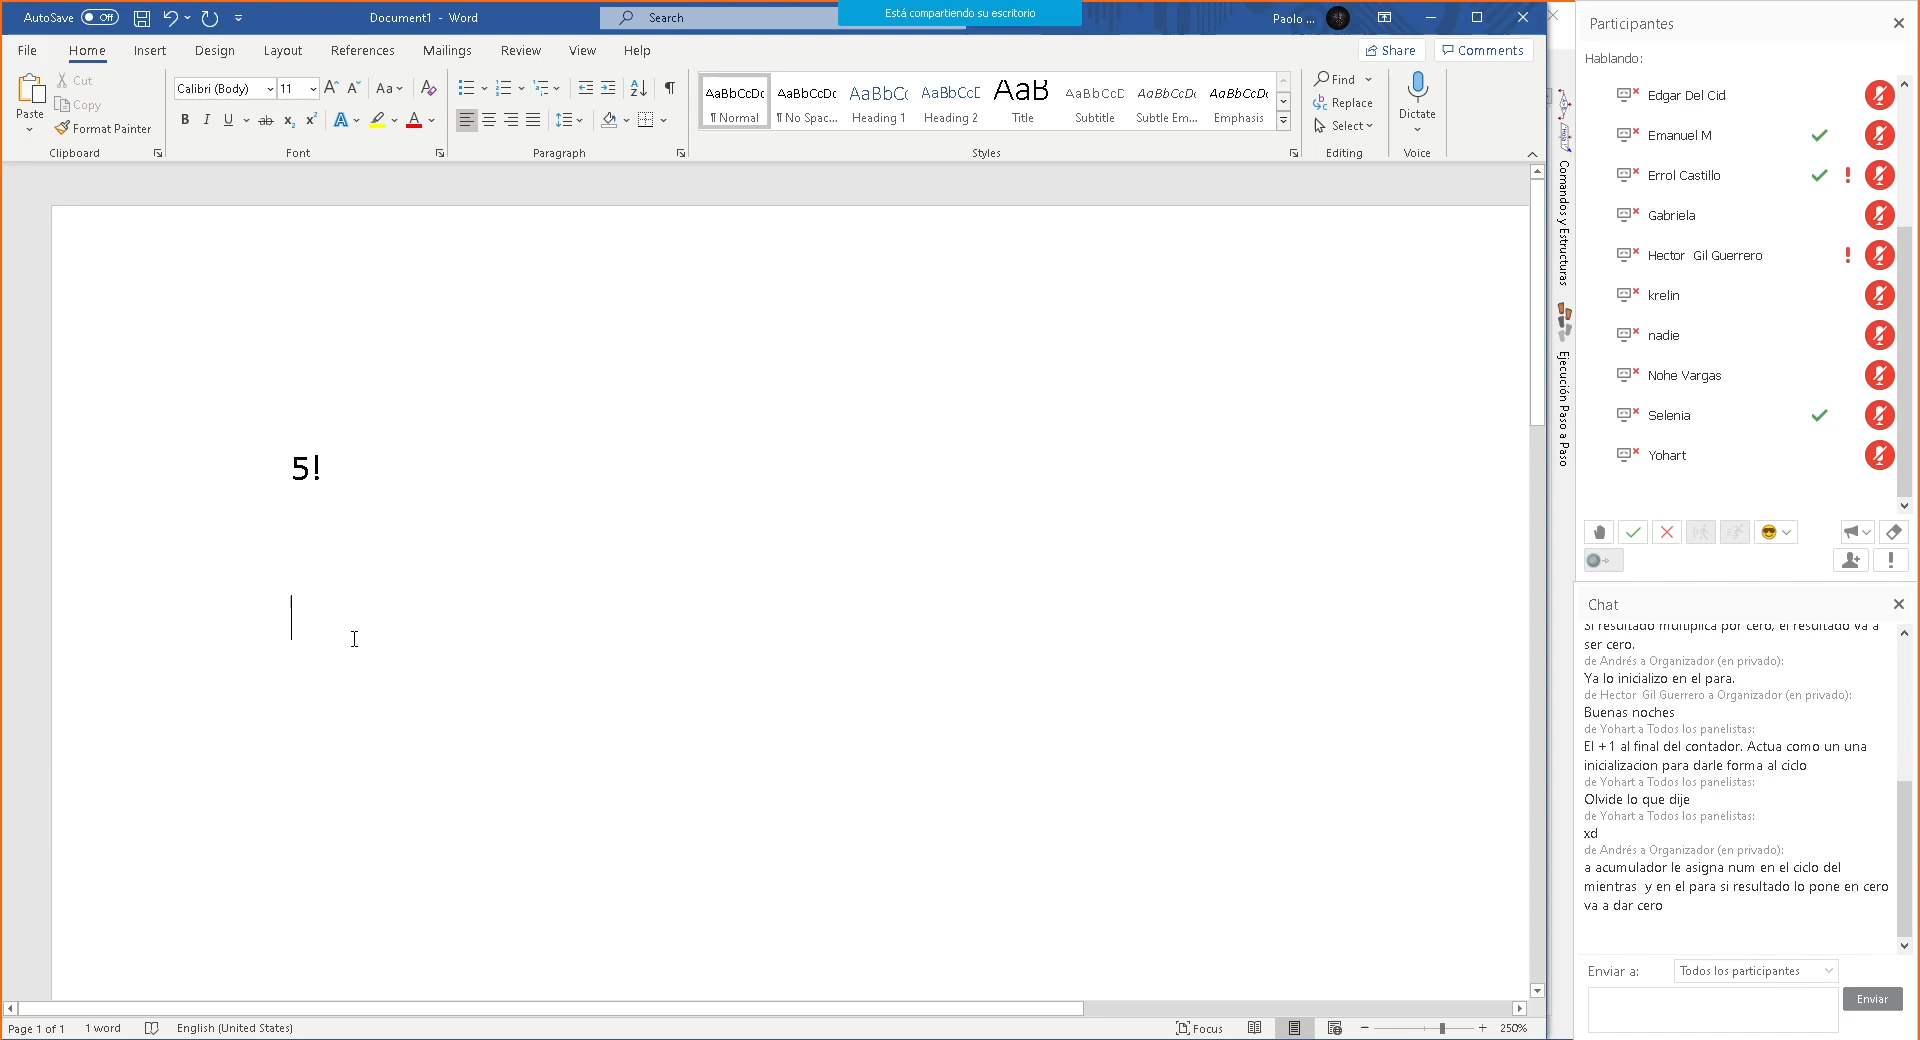 AutoSave Off
Document1 - Word
Search
Está compartiendo su escritorio
Paolo ...
File Home Insert Design Layout References Mailings Review View Help
Share Comments
Paste
Cut
Copy
Format Painter
Clipboard
Calibri (Body) 11
Font
Paragraph
AaBbCcDc AaBbCcDc AaBbCc AaBbCcE AaB AaBbCcC AaBbCcDc AaBbCcDc
¶ Normal ¶ No Spac... Heading 1 Heading 2 Title Subtitle Subtle Em... Emphasis
Styles
Find
Replace
Select
Editing
Dictate
Voice
5!
Page 1 of 1 1 word English (United States)
Focus
250%
Comandos y Estructuras
Ejecución Paso a Paso
Participantes
Hablando:
Edgar Del Cid
Emanuel M
Errol Castillo
Gabriela
Hector Gil Guerrero
krelin
nadie
Nohe Vargas
Selenia
Yohart
Chat
Si resultado multiplica por cero, el resultado va a
ser cero.
de Andrés a Organizador (en privado):
Ya lo inicializo en el para.
de Hector Gil Guerrero a Organizador (en privado):
Buenas noches
de Yohart a Todos los panelistas:
El +1 al final del contador. Actua como un una
inicializacion para darle forma al ciclo
de Yohart a Todos los panelistas:
Olvide lo que dije
de Yohart a Todos los panelistas:
xd
de Andrés a Organizador (en privado):
a acumulador le asigna num en el ciclo del
mientras y en el para si resultado lo pone en cero
va a dar cero
Enviar a: Todos los participantes
Enviar